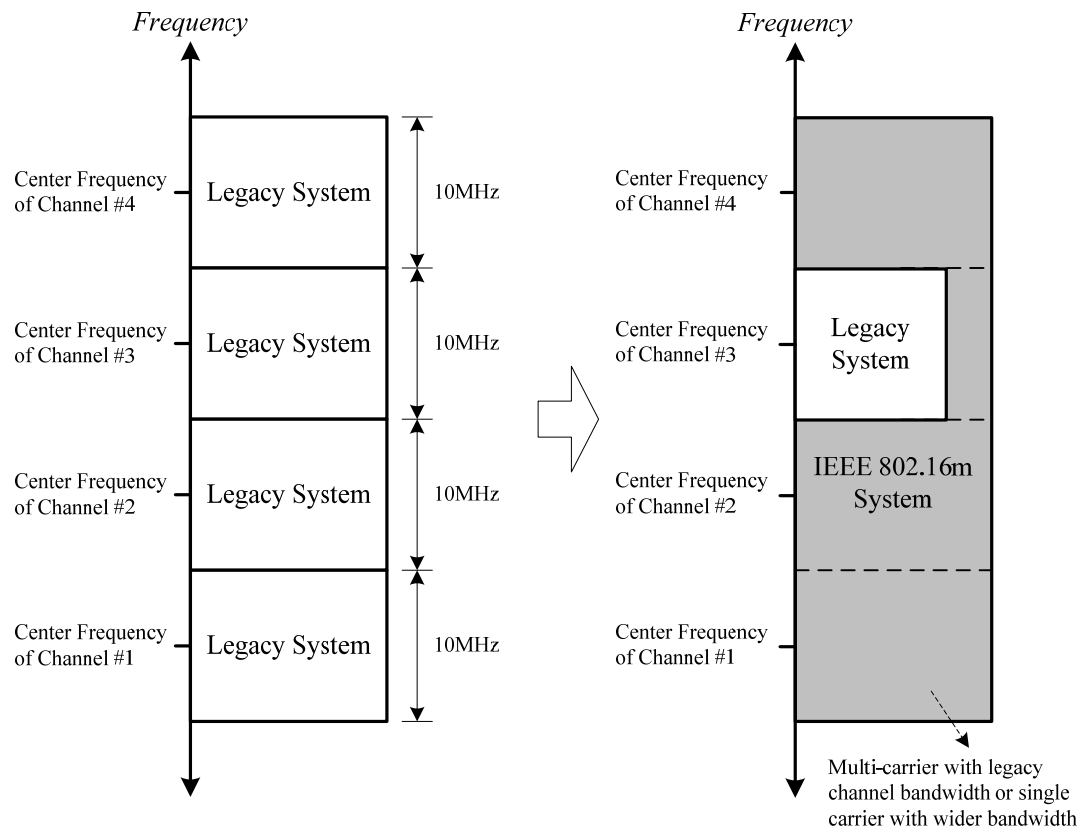 Frequency
Center Frequency
of Channel #4
Legacy System
10MHz
Center Frequency
of Channel #3
Legacy System
10MHz
Center Frequency
of Channel #2
Legacy System
10MHz
Center Frequency
of Channel #1
Legacy System
10MHz
Frequency
Center Frequency
of Channel #4
Center Frequency
of Channel #3
Legacy
System
Center Frequency
of Channel #2
IEEE 802.16m
System
Center Frequency
of Channel #1
Multi-carrier with legacy
channel bandwidth or single
carrier with wider bandwidth